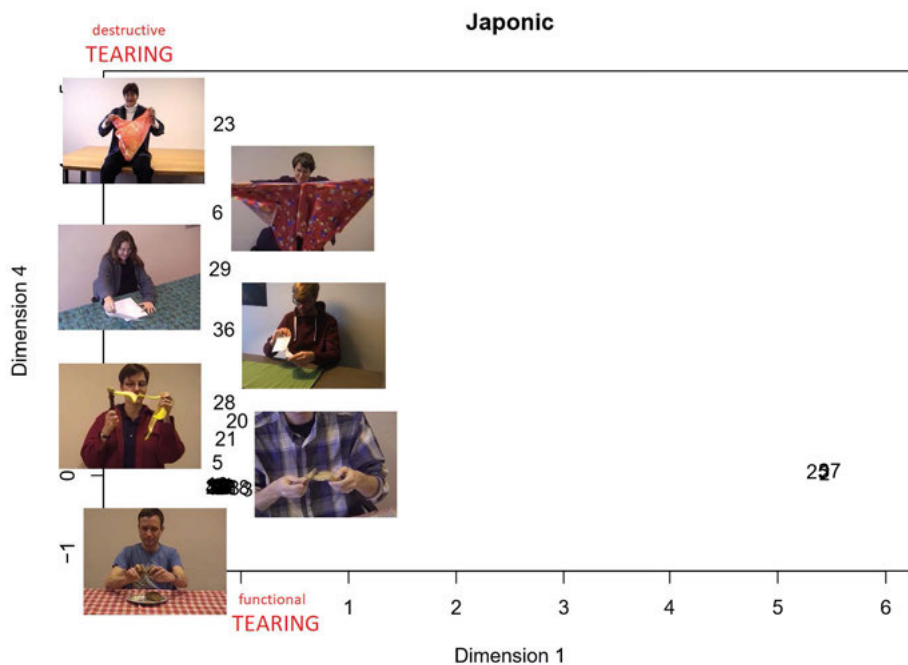 Japonic
destructive
TEARING
23
6
29
36
28
20
21
5
0
−1
1
2
3
4
5
6
functional
TEARING
Dimension 4
Dimension 1